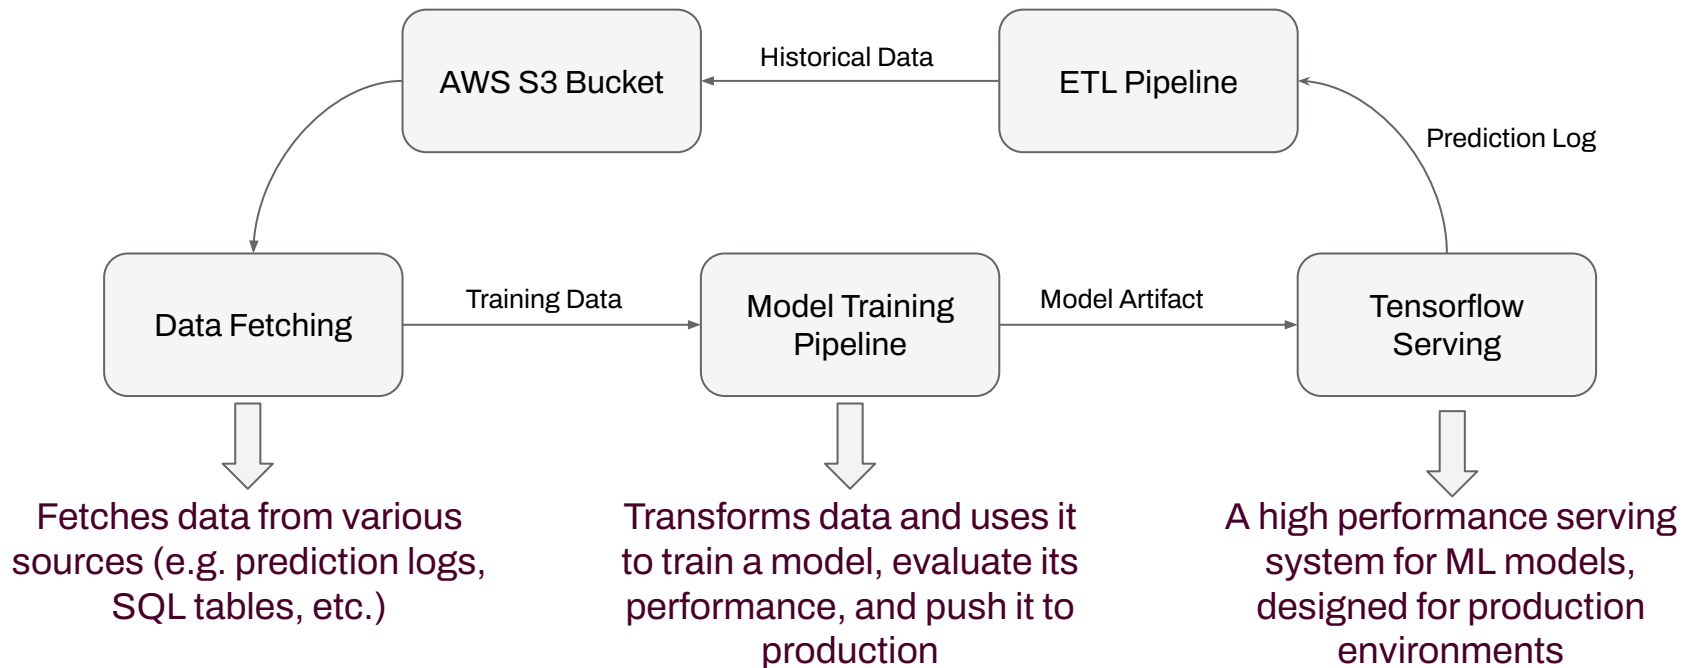 Historical Data
AWS S3 Bucket
ETL Pipeline
Prediction Log
Data Fetching
Training Data
Model Training
Pipeline
Model Artifact
Tensorflow
Serving
Fetches data from various
sources (e.g. prediction logs,
SQL tables, etc.)
Transforms data and uses it
to train a model, evaluate its
performance, and push it to
production
A high performance serving
system for ML models,
designed for production
environments